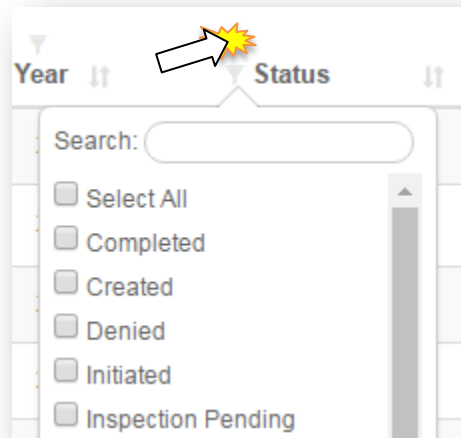 Year Status
Search:
Select All
Completed
Created
Denied
Initiated
Inspection Pending